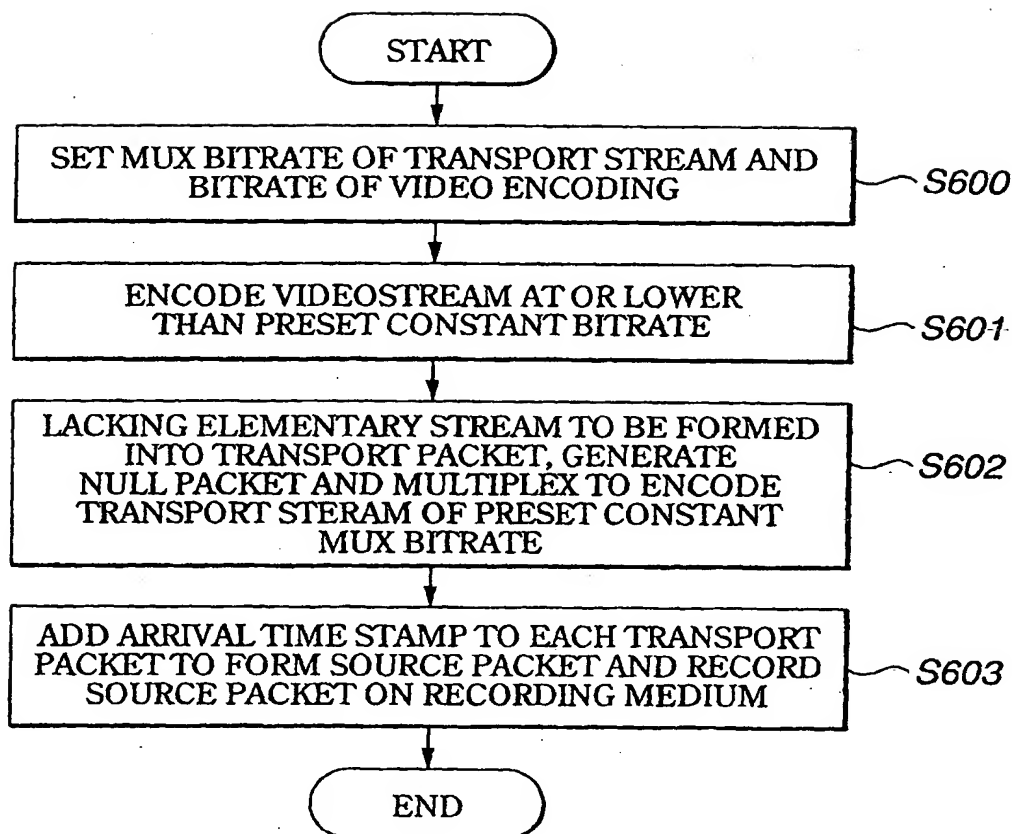 START
SET MUX BITRATE OF TRANSPORT STREAM AND
BITRATE OF VIDEO ENCODING
S600
ENCODE VIDEOSTREAM AT OR LOWER
THAN PRESET CONSTANT BITRATE
S601
LACKING ELEMENTARY STREAM TO BE FORMED
INTO TRANSPORT PACKET, GENERATE
NULL PACKET AND MULTIPLEX TO ENCODE
TRANSPORT STERAM OF PRESET CONSTANT
MUX BITRATE
S602
ADD ARRIVAL TIME STAMP TO EACH TRANSPORT
PACKET TO FORM SOURCE PACKET AND RECORD
SOURCE PACKET ON RECORDING MEDIUM
S603
END